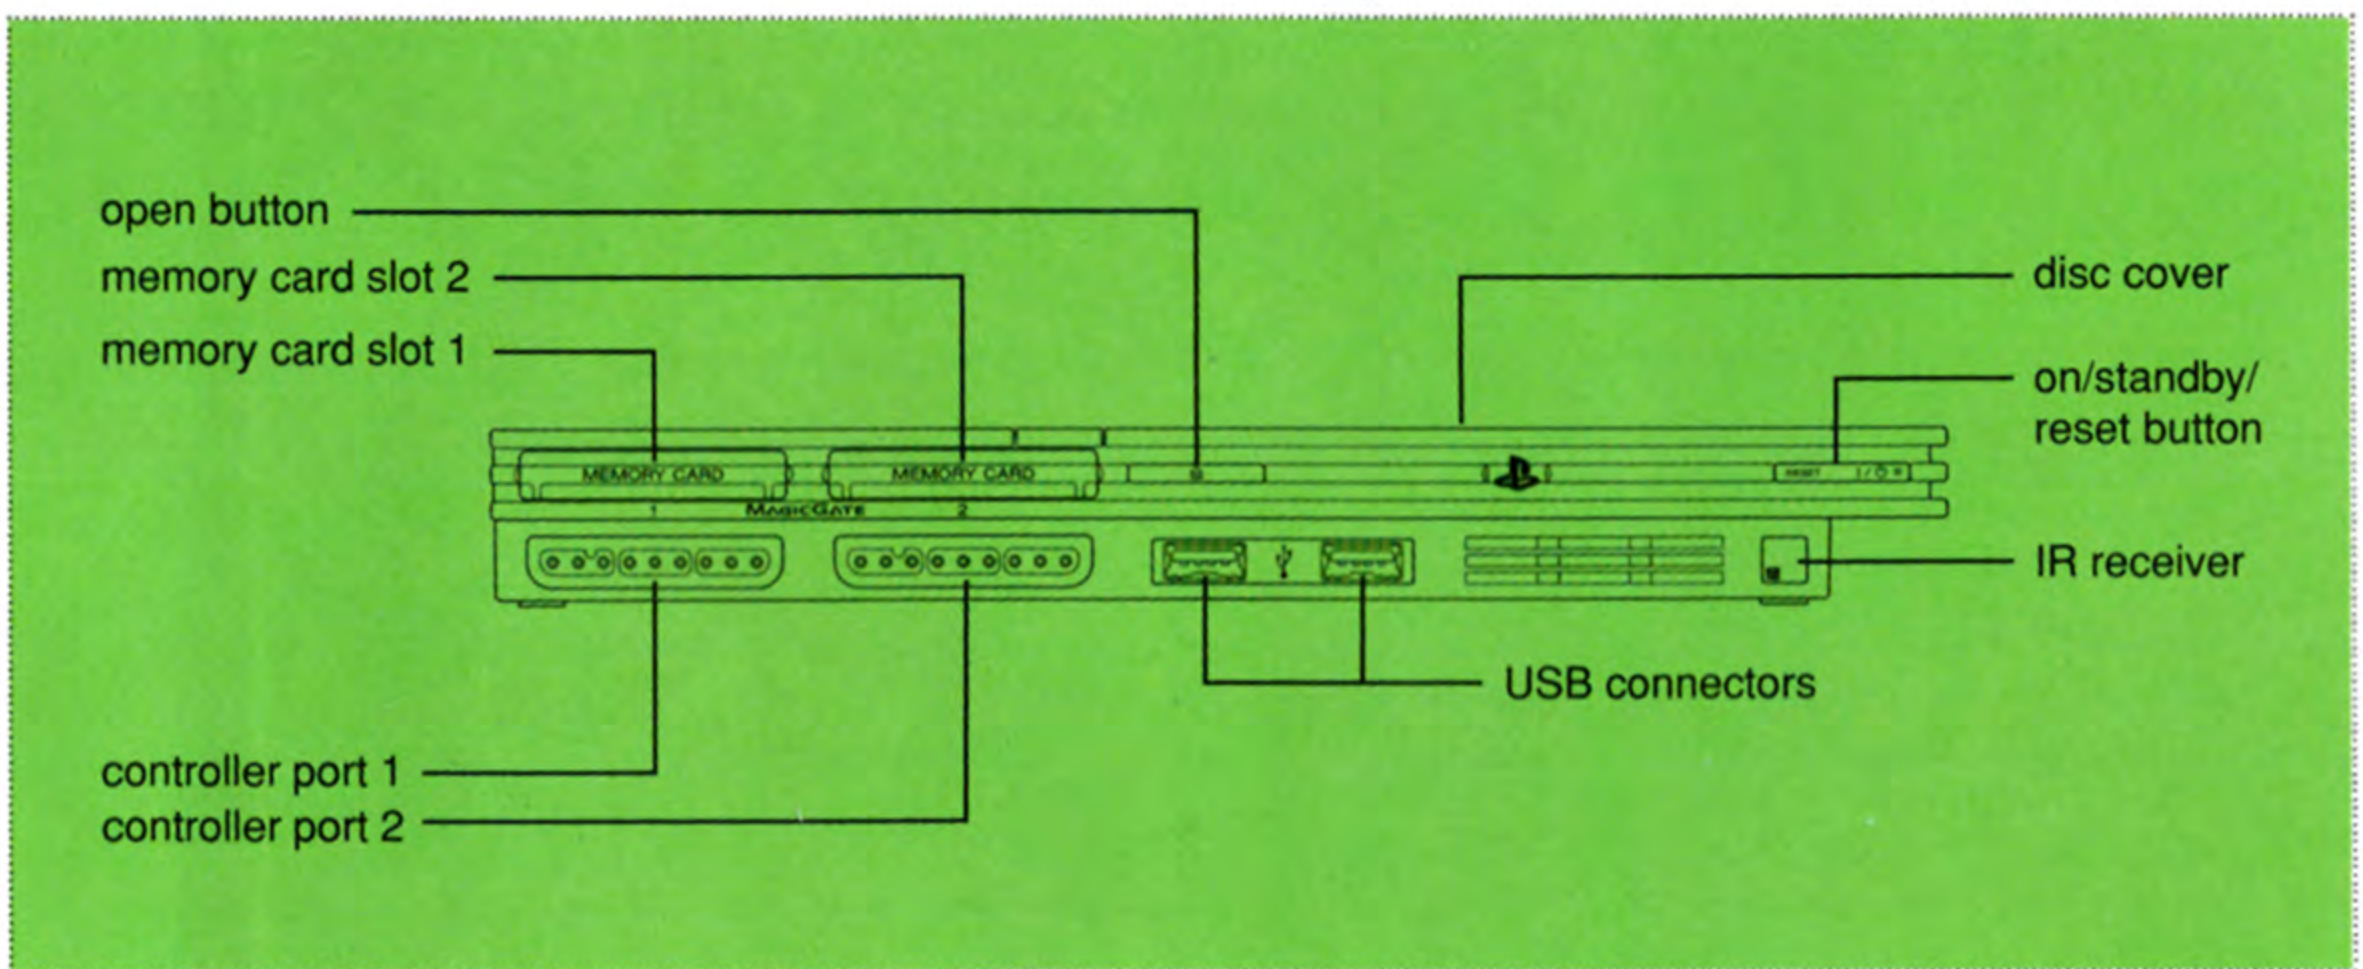 open button
memory card slot 2
memory card slot 1
disc cover
on/standby/
reset button
MEMORY CARD
MEMORY CARD
RESET
1
MAGICGATE
2
IR receiver
USB connectors
controller port 1
controller port 2